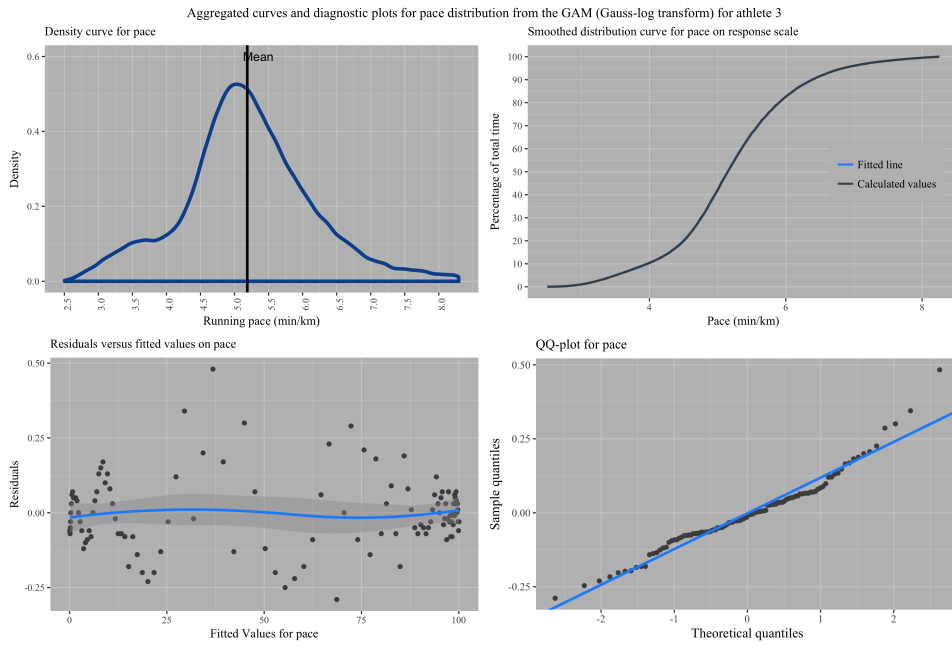 Aggregated curves and diagnostic plots for pace distribution from the GAM (Gauss-log transform) for athlete 3
Density curve for pace
Mean
0.6
0.4
0.2
0.0
Density
2.5 3.0 3.5 4.0 4.5 5.0 5.5 6.0 6.5 7.0 7.5 8.0
Running pace (min/km)
Smoothed distribution curve for pace on response scale
100
90
80
70
60
50
40
30
20
10
0
Percentage of total time
Fitted line
Calculated values
4 6 8
Pace (min/km)
Residuals versus fitted values on pace
0.50
0.25
0.00
-0.25
Residuals
0 25 50 75 100
Fitted Values for pace
QQ-plot for pace
0.50
0.25
0.00
-0.25
Sample quantiles
-2 -1 0 1 2
Theoretical quantiles